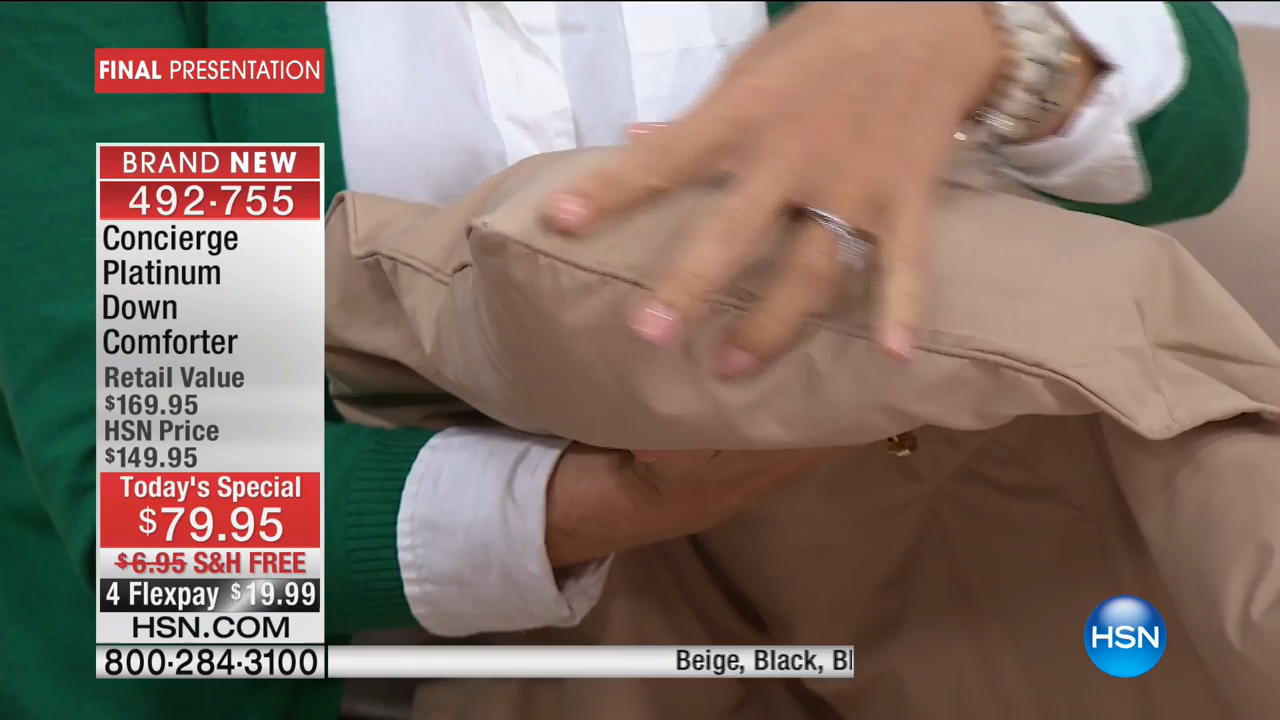 FINAL PRESENTATION
BRAND NEW
492·755
Concierge
Platinum
Down
Comforter
Retail Value
$169.95
HSN Price
$149.95
Today's Special
$79.95
$6.95 S&H FREE
4 Flexpay $19.99
HSN.COM
800·284·3100
Beige, Black, Bl
HSN